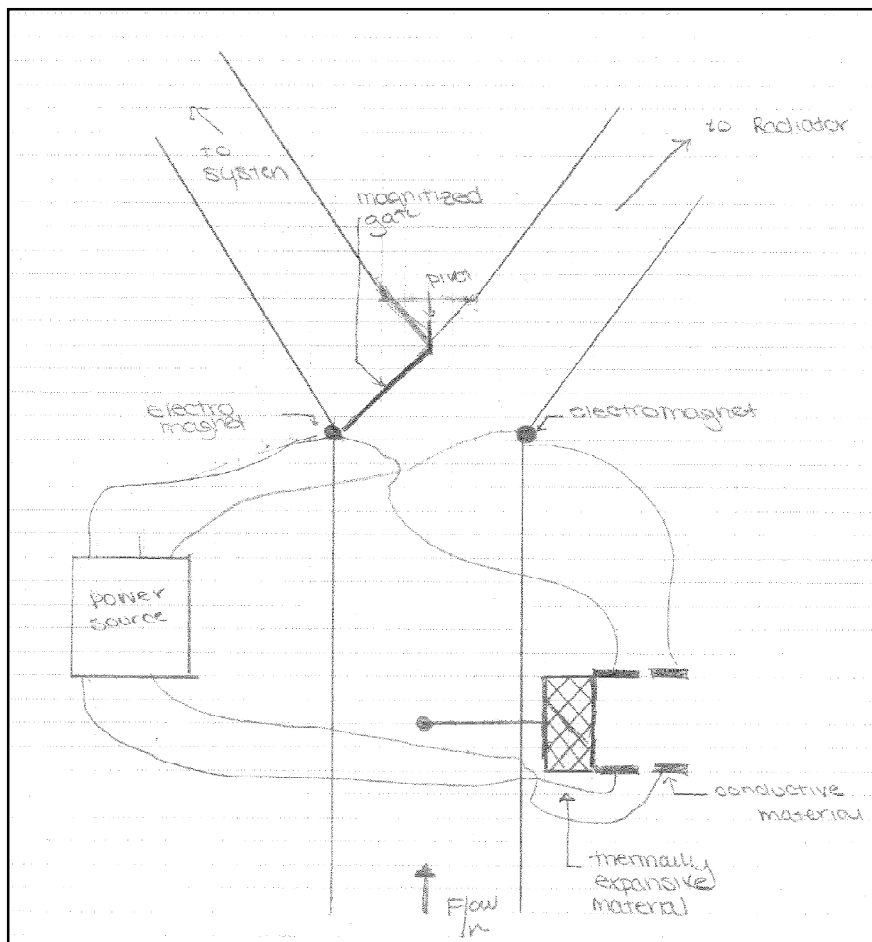 to Radiator
to
system
magnitized
gate
pivot
electro
magnet
electromagnet
power
source
conductive
material
thermally
expansive
material
Flow
In